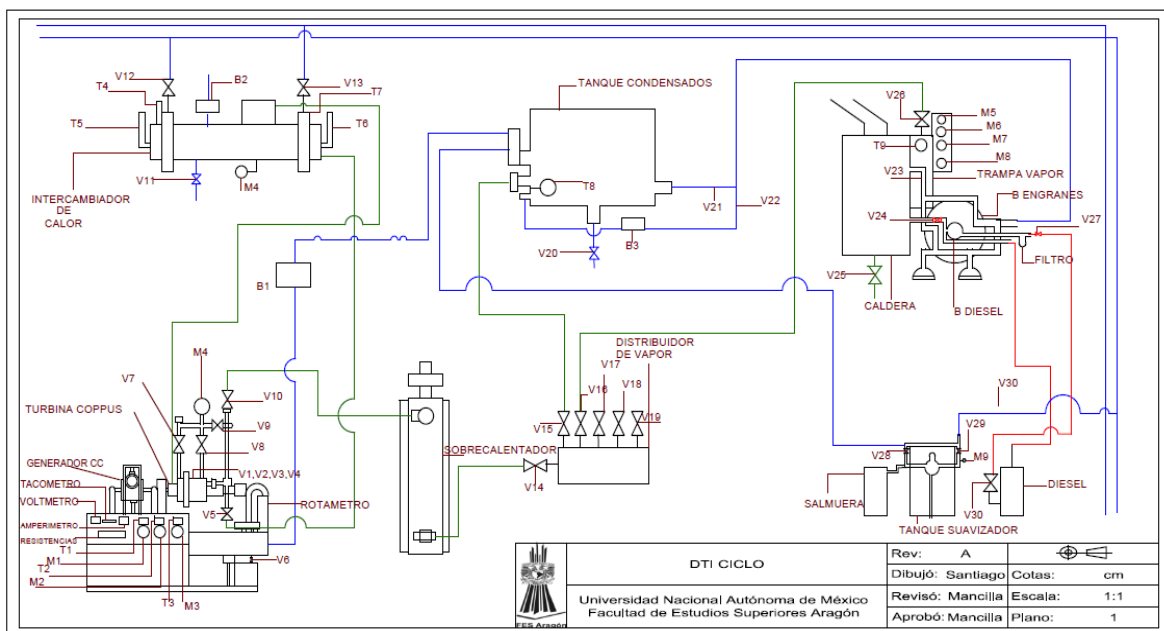 V12
T4
T5
B2
V13
T7
T6
V11
M4
INTERCAMBIADOR
DE
CALOR
B1
TANQUE CONDENSADOS
T8
V21
V22
V20
B3
V26
M5
M6
M7
M8
T9
V23
TRAMPA VAPOR
B ENGRANES
V24
V27
FILTRO
V25
CALDERA
B DIESEL
M4
V7
V10
TURBINA COPPUS
V9
V8
GENERADOR CC
TACOMETRO
VOLTMETRO
V1,V2,V3,V4
ROTAMETRO
V5
AMPERIMETRO
RESISTENCIAS
T1
M1
T2
M2
T3
M3
V6
DISTRIBUIDOR
DE VAPOR
V17
V16
V18
V15
V19
SOBRECALENTADOR
V14
V30
V29
V28
M9
SALMUERA
V30
DIESEL
TANQUE SUAVIZADOR
FES Aragón
DTI CICLO
Universidad Nacional Autónoma de México
Facultad de Estudios Superiores Aragón
Rev: A
Dibujó: Santiago Cotas: cm
Revisó: Mancilla Escala: 1:1
Aprobó: Mancilla Plano: 1